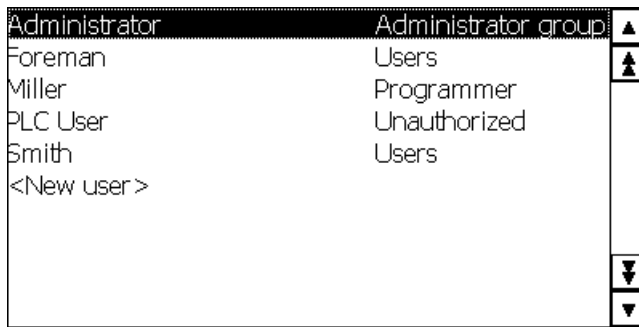 Administrator Administrator group
Foreman Users
Miller Programmer
PLC User Unauthorized
Smith Users
<New user>